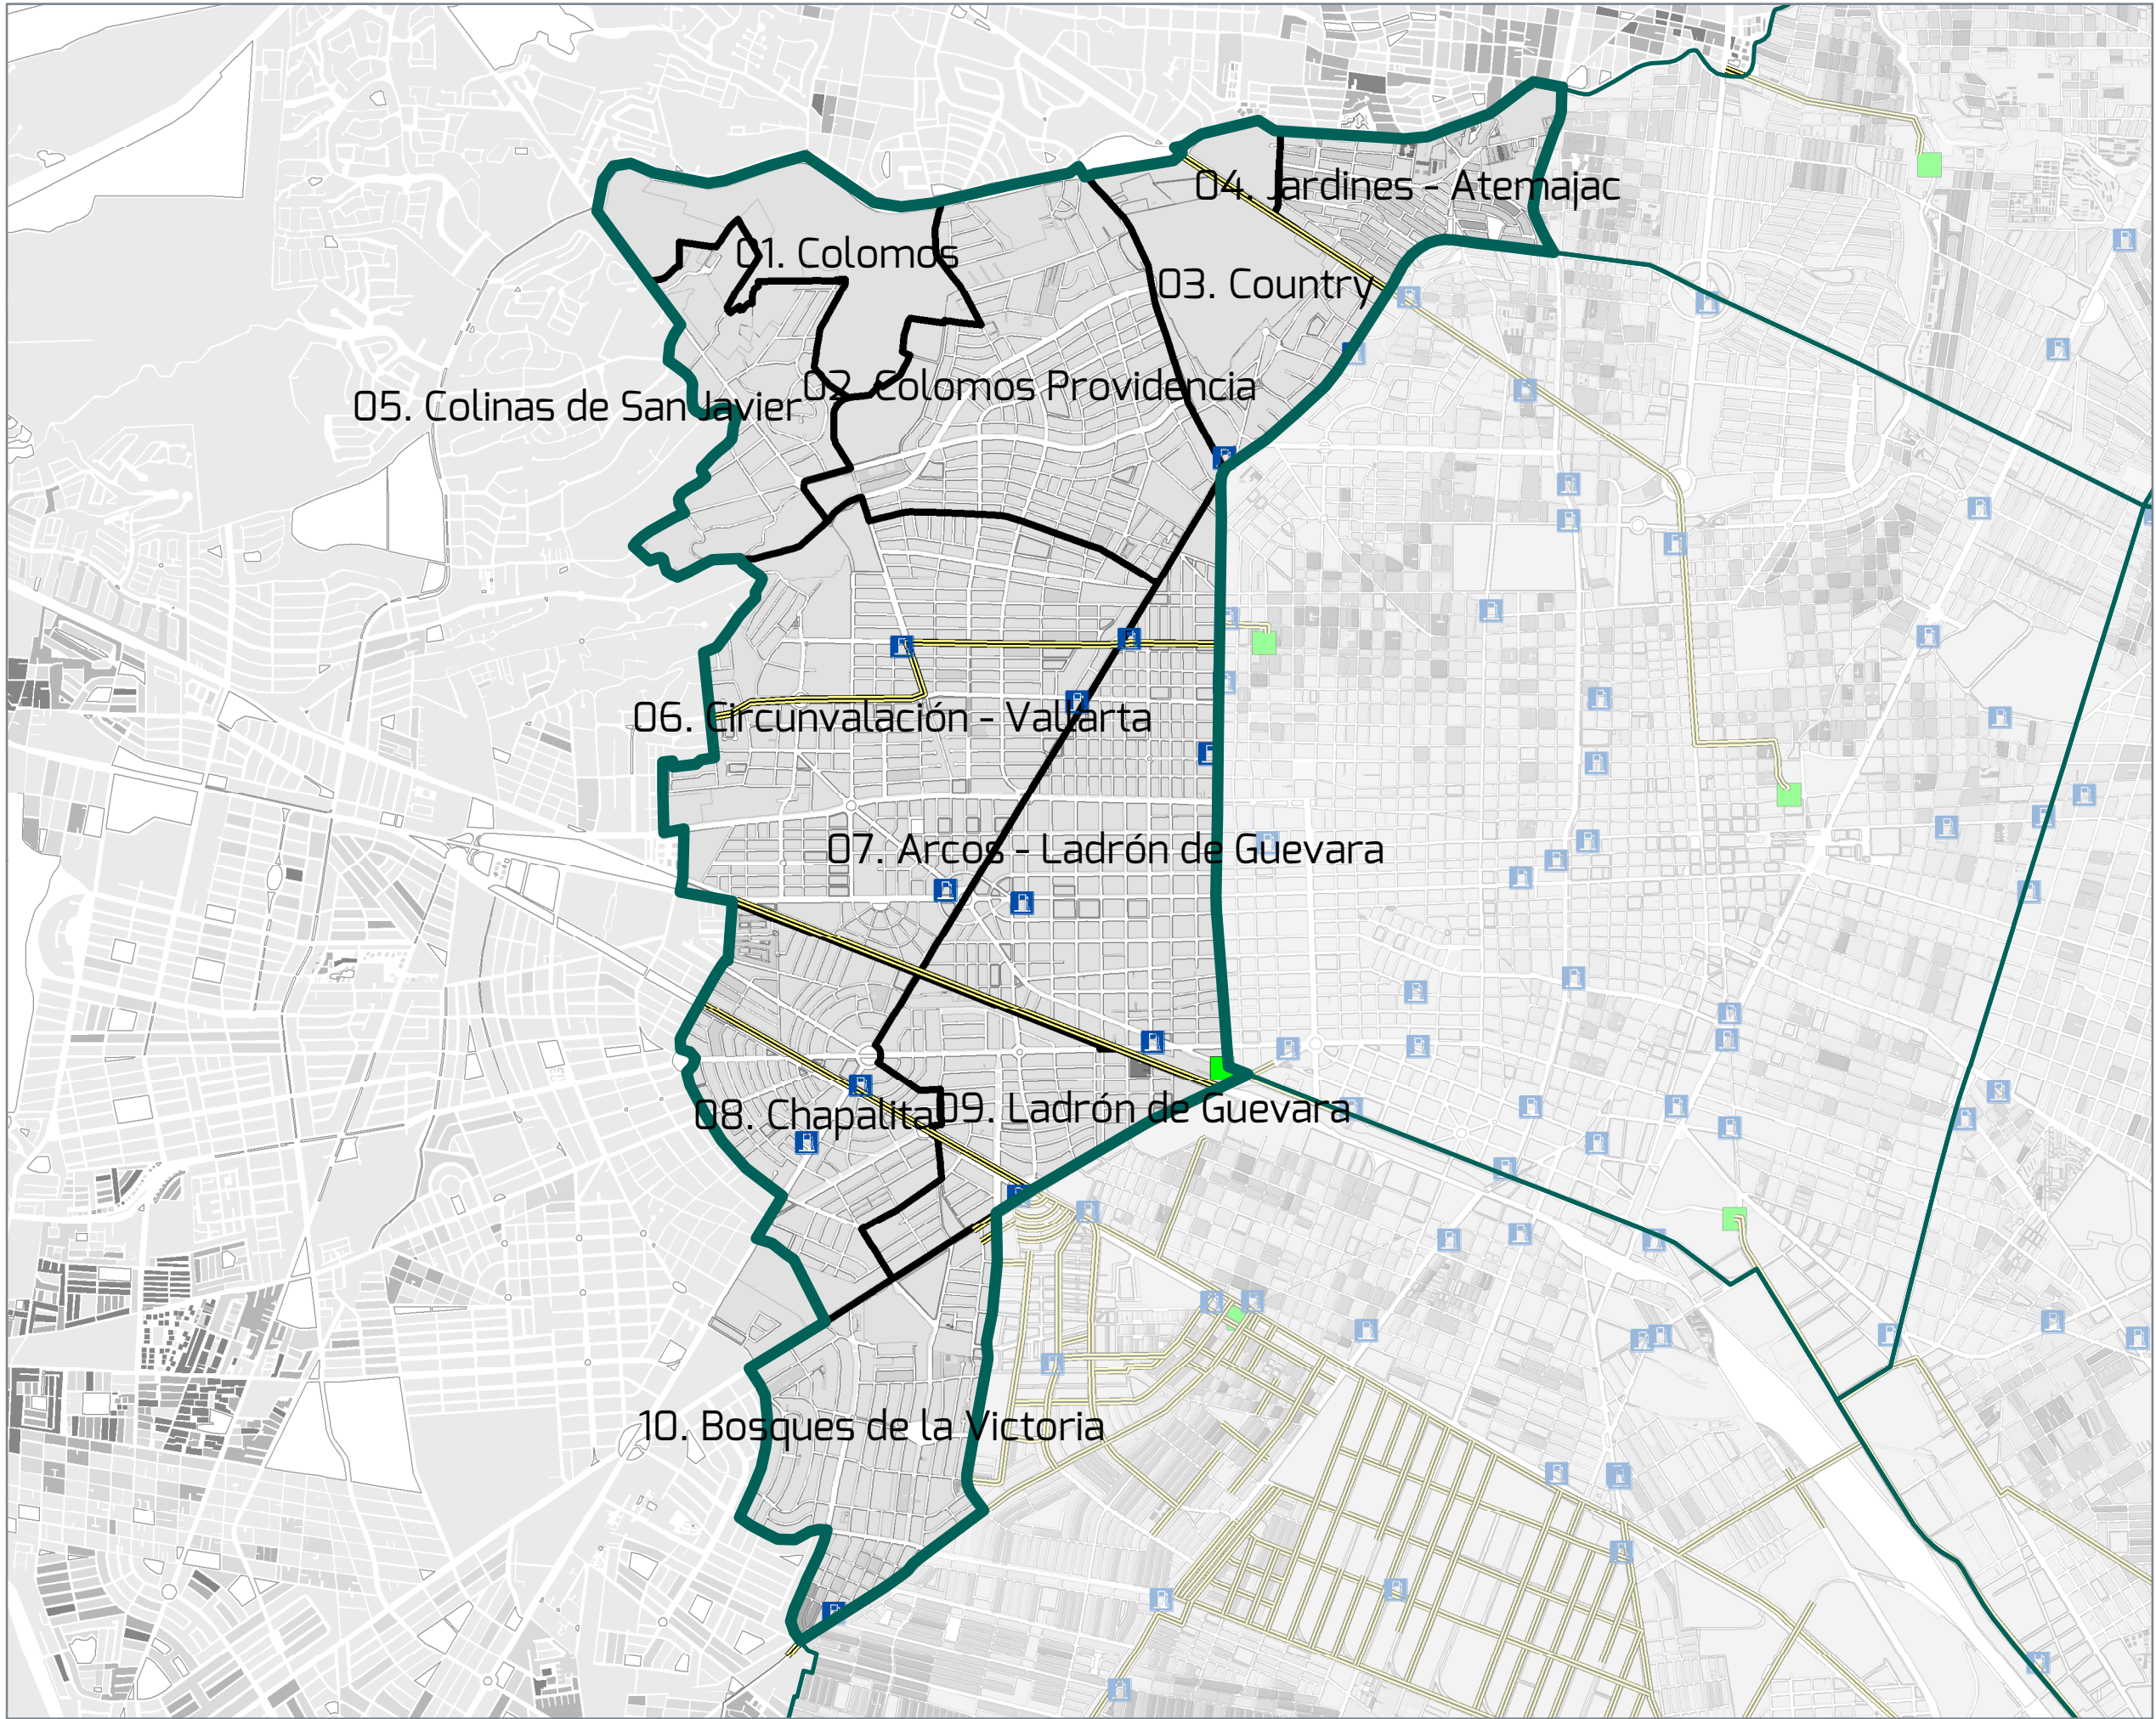 04. Jardines - Atemajac
01. Colomos
03. Country
02. Colomos Providencia
05. Colinas de San Javier
06. Circunvalación - Vallarta
07. Arcos - Ladrón de Guevara
08. Chapalita
09. Ladrón de Guevara
10. Bosques de la Victoria